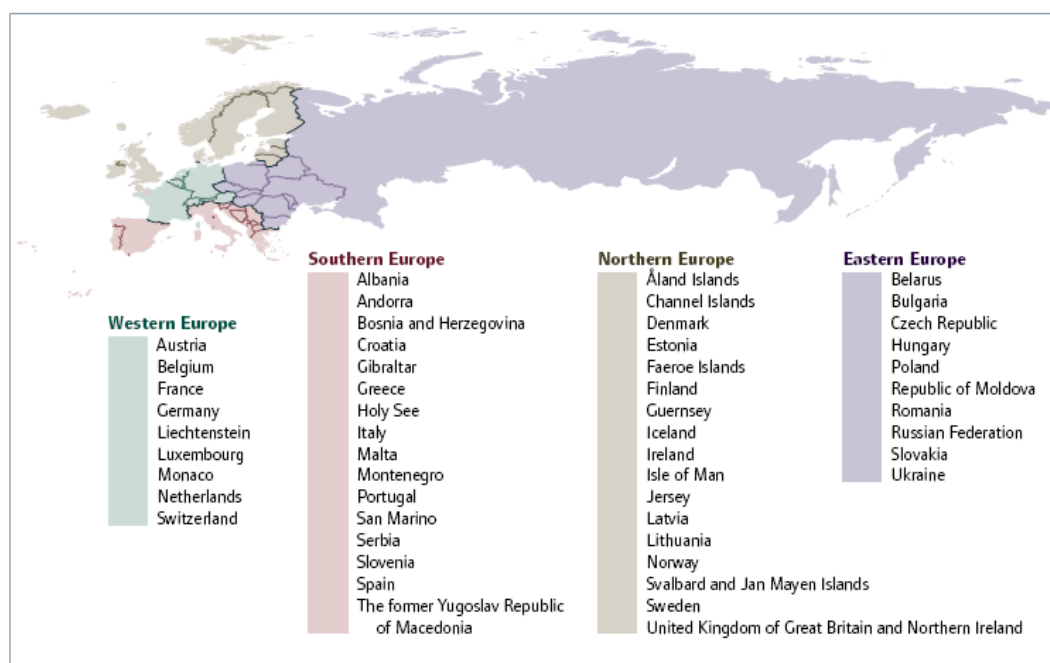 Western Europe
Austria
Belgium
France
Germany
Liechtenstein
Luxembourg
Monaco
Netherlands
Switzerland
Southern Europe
Albania
Andorra
Bosnia and Herzegovina
Croatia
Gibraltar
Greece
Holy See
Italy
Malta
Montenegro
Portugal
San Marino
Serbia
Slovenia
Spain
The former Yugoslav Republic
of Macedonia
Northern Europe
Åland Islands
Channel Islands
Denmark
Estonia
Faeroe Islands
Finland
Guernsey
Iceland
Ireland
Isle of Man
Jersey
Latvia
Lithuania
Norway
Svalbard and Jan Mayen Islands
Sweden
United Kingdom of Great Britain and Northern Ireland
Eastern Europe
Belarus
Bulgaria
Czech Republic
Hungary
Poland
Republic of Moldova
Romania
Russian Federation
Slovakia
Ukraine